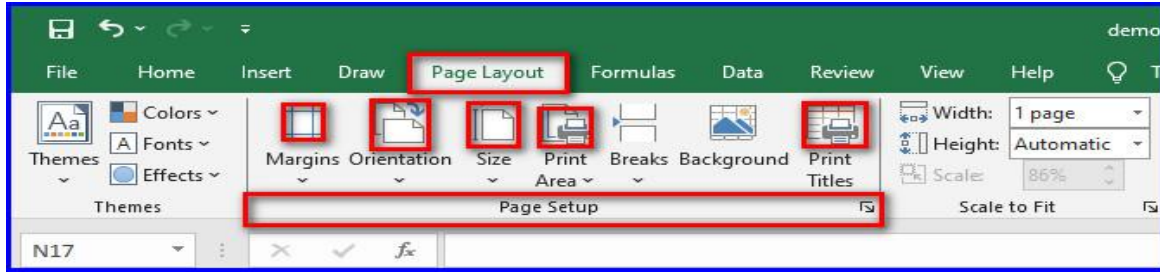 demo
File Home Insert Draw Page Layout Formulas Data Review View Help T
Aa Colors Margins Orientation Size Print Area Breaks Background Print Titles Width: 1 page
A Fonts Height: Automatic
Themes Effects Scale: 86%
Themes Page Setup Scale to Fit
N17 fx